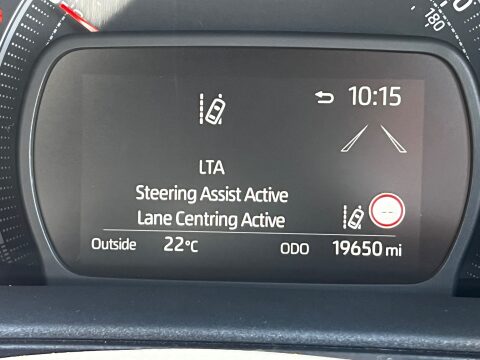 180
10:15
LTA
Steering Assist Active
Lane Centring Active
--
Outside 22°C ODO 19650 mi